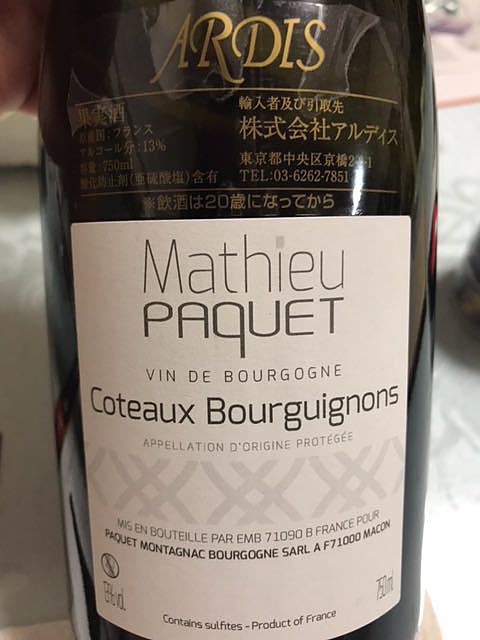 ARDIS
果実酒
原産国:フランス
アルコール分:13%
容量:750ml
酸化防止剤(亜硫酸塩)含有
輸入者及び引取先
株式会社アルディス
東京都中央区京橋2-8-1
TEL:03-6262-7851
※飲酒は20歳になってから
Mathieu
PAQUET
VIN DE BOURGOGNE
Coteaux Bourguignons
APPELLATION D'ORIGINE PROTÉGÉE
MIS EN BOUTEILLE PAR EMB 71090 B FRANCE POUR
PAQUET MONTAGNAC BOURGOGNE SARL A F71000 MACON
13%vol.
750ml
Contains sulfites - Product of France